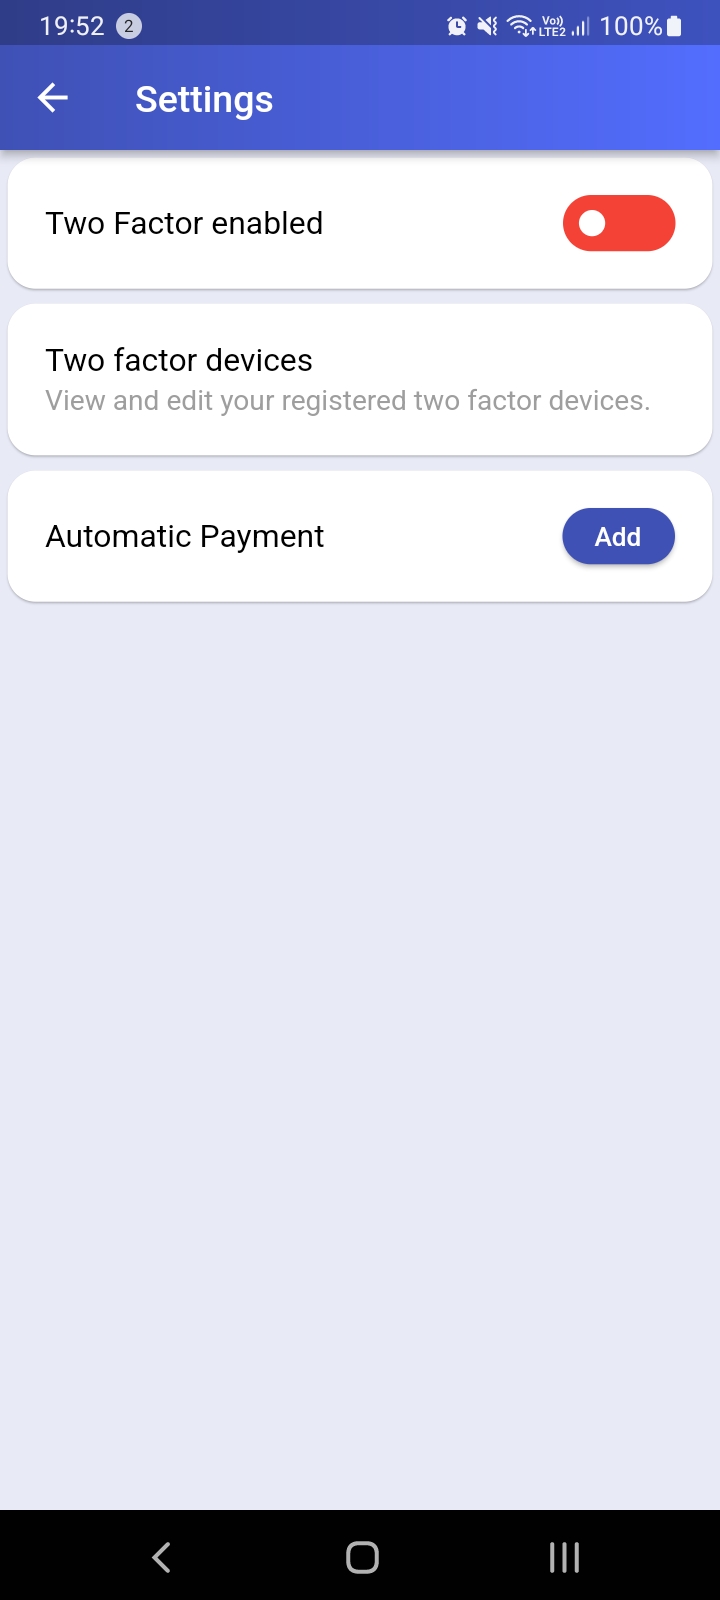 19:52 2 Vo)) LTE2 100%
Settings
Two Factor enabled
Two factor devices
View and edit your registered two factor devices.
Automatic Payment Add